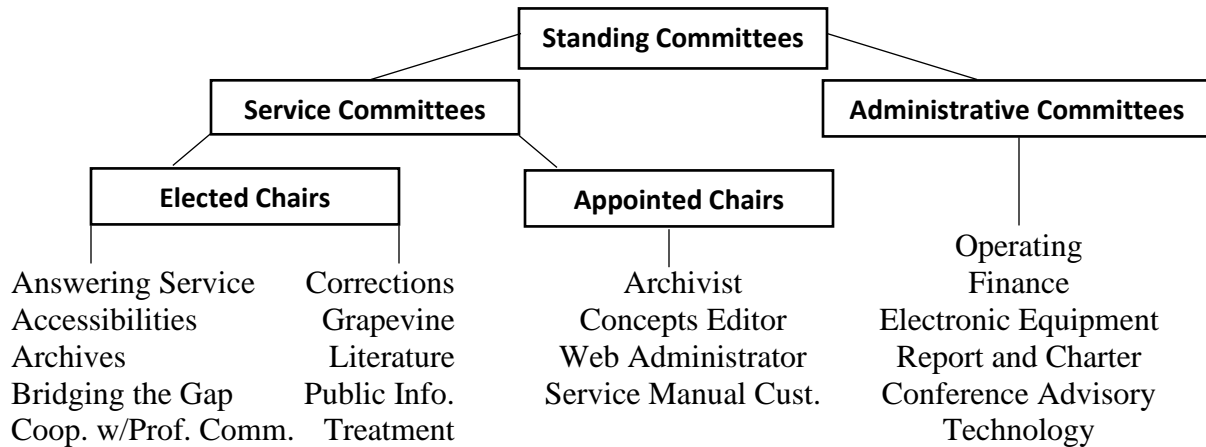 Standing Committees
Service Committees
Administrative Committees
Elected Chairs
Appointed Chairs
Answering Service
Accessibilities
Archives
Bridging the Gap
Coop. w/Prof. Comm.
Corrections
Grapevine
Literature
Public Info.
Treatment
Archivist
Concepts Editor
Web Administrator
Service Manual Cust.
Operating
Finance
Electronic Equipment
Report and Charter
Conference Advisory
Technology